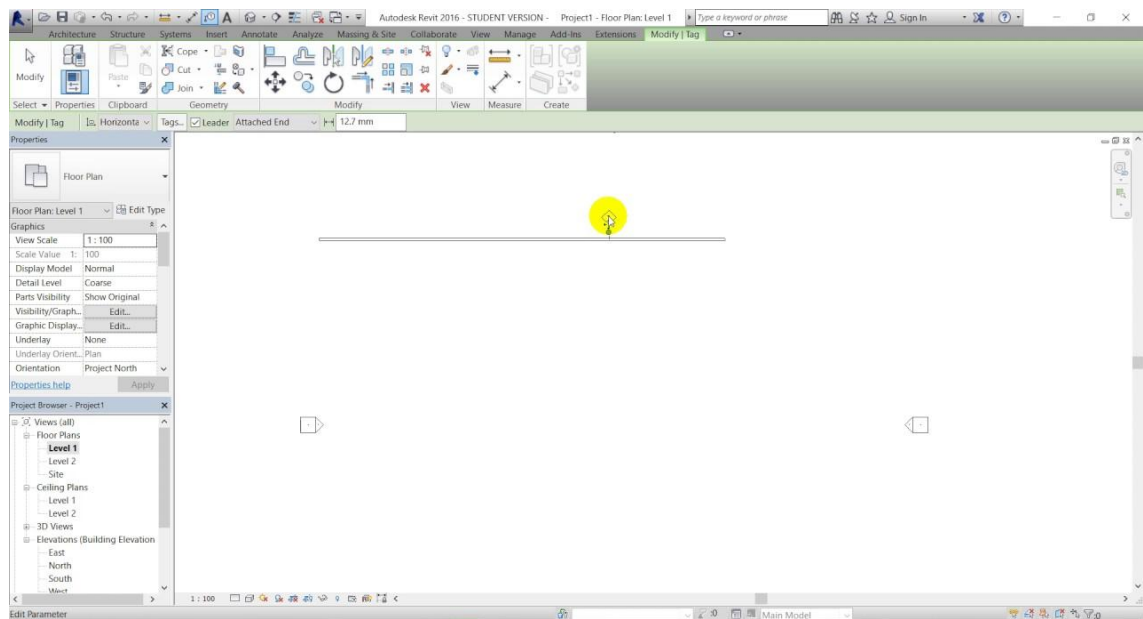 Autodesk Revit 2016 - STUDENT VERSION - Project1 - Floor Plan: Level 1
Type a keyword or phrase
Sign In
Architecture Structure Systems Insert Annotate Analyze Massing & Site Collaborate View Manage Add-Ins Extensions Modify | Tag
Modify
Paste
Cope
Cut
Join
Select Properties Clipboard Geometry Modify View Measure Create
Modify | Tag Horizonta Tags... Leader Attached End 12.7 mm
Properties
Floor Plan
Floor Plan: Level 1 Edit Type
Graphics
View Scale 1 : 100
Scale Value 1: 100
Display Model Normal
Detail Level Coarse
Parts Visibility Show Original
Visibility/Graph... Edit...
Graphic Display... Edit...
Underlay None
Underlay Orient... Plan
Orientation Project North
Properties help Apply
Project Browser - Project1
Views (all)
Floor Plans
Level 1
Level 2
Site
Ceiling Plans
Level 1
Level 2
3D Views
Elevations (Building Elevation
East
North
South
West
1 : 100
Edit Parameter :0 Main Model :0